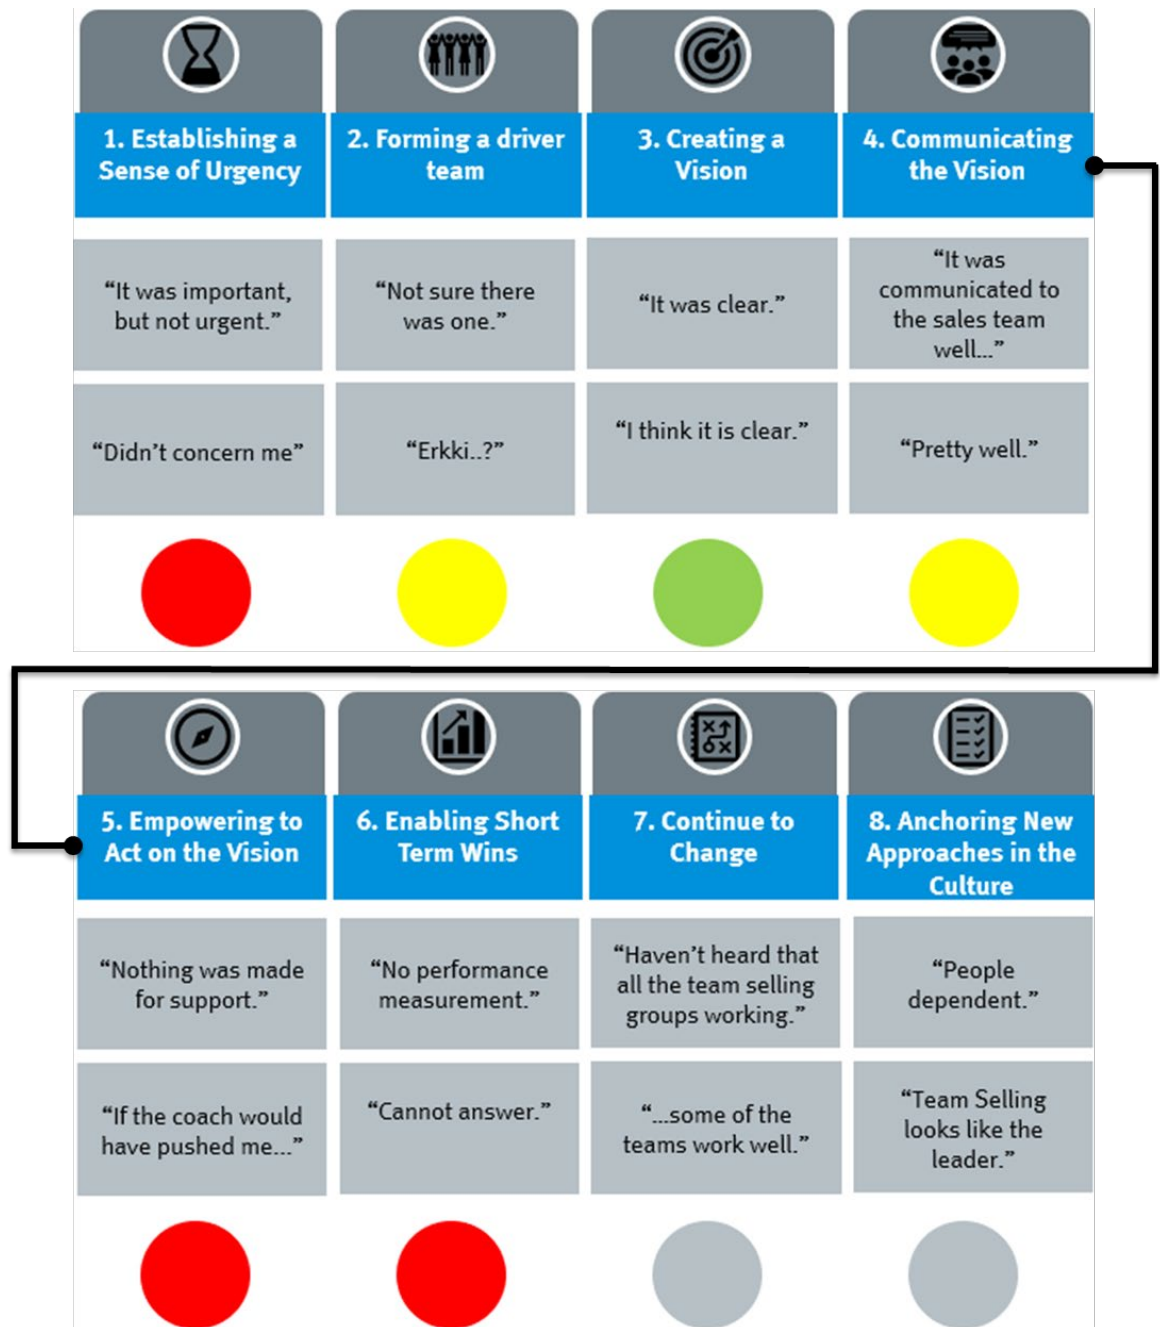 1. Establishing a
Sense of Urgency
2. Forming a driver
team
3. Creating a
Vision
4. Communicating
the Vision
“It was important,
but not urgent.”
“Not sure there
was one.”
“It was clear.”
“It was
communicated to
the sales team
well...”
“Didn’t concern me”
“Erkki..?”
“I think it is clear.”
“Pretty well.”
5. Empowering to
Act on the Vision
6. Enabling Short
Term Wins
7. Continue to
Change
8. Anchoring New
Approaches in the
Culture
“Nothing was made
for support.”
“No performance
measurement.”
“Haven’t heard that
all the team selling
groups working.”
“People
dependent.”
“If the coach would
have pushed me...”
“Cannot answer.”
“...some of the
teams work well.”
“Team Selling
looks like the
leader.”